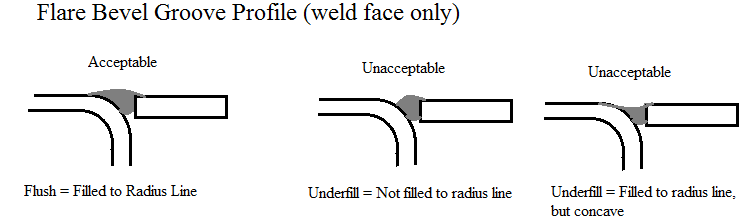 Flare Bevel Groove Profile (weld face only)
Acceptable
Unacceptable
Unacceptable
Flush = Filled to Radius Line
Underfill = Not filled to radius line
Underfill = Filled to radius line,
but concave